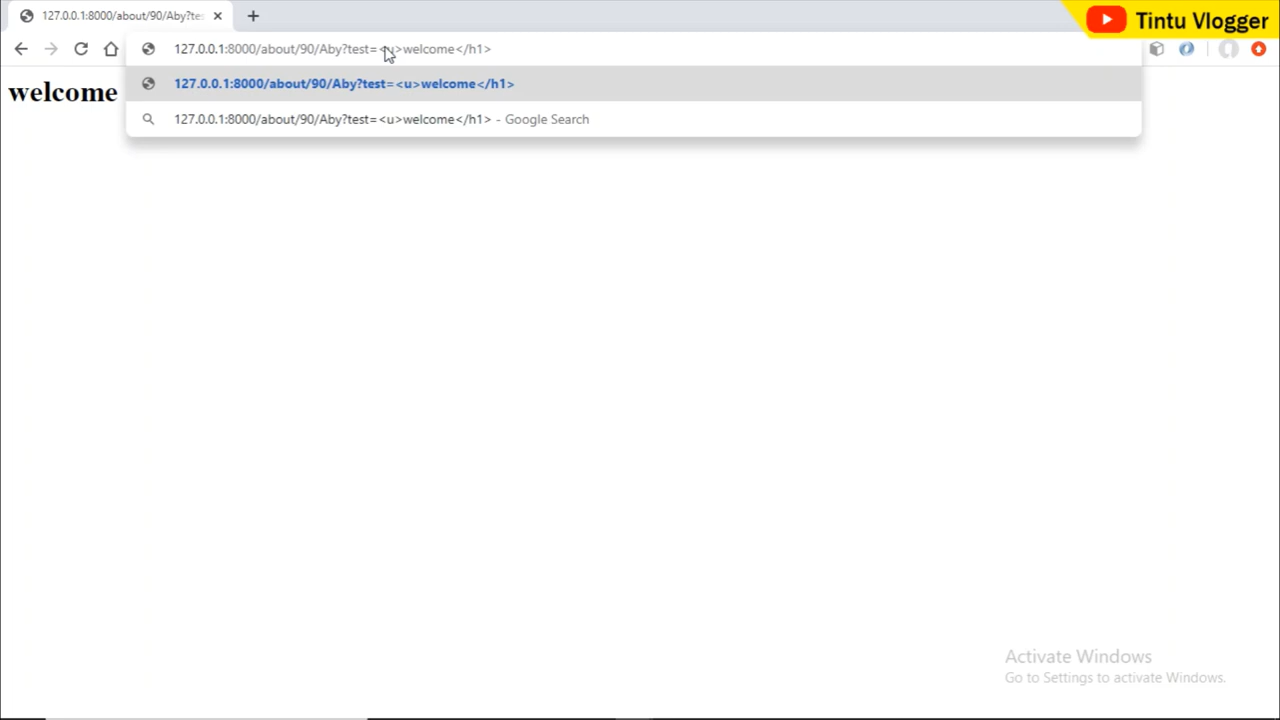 127.0.0.1:8000/about/90/Aby?te
Tintu Vlogger
127.0.0.1:8000/about/90/Aby?test=<u>welcome</h1>
127.0.0.1:8000/about/90/Aby?test=<u>welcome</h1>
welcome
127.0.0.1:8000/about/90/Aby?test=<u>welcome</h1> - Google Search
Activate Windows
Go to Settings to activate Windows.